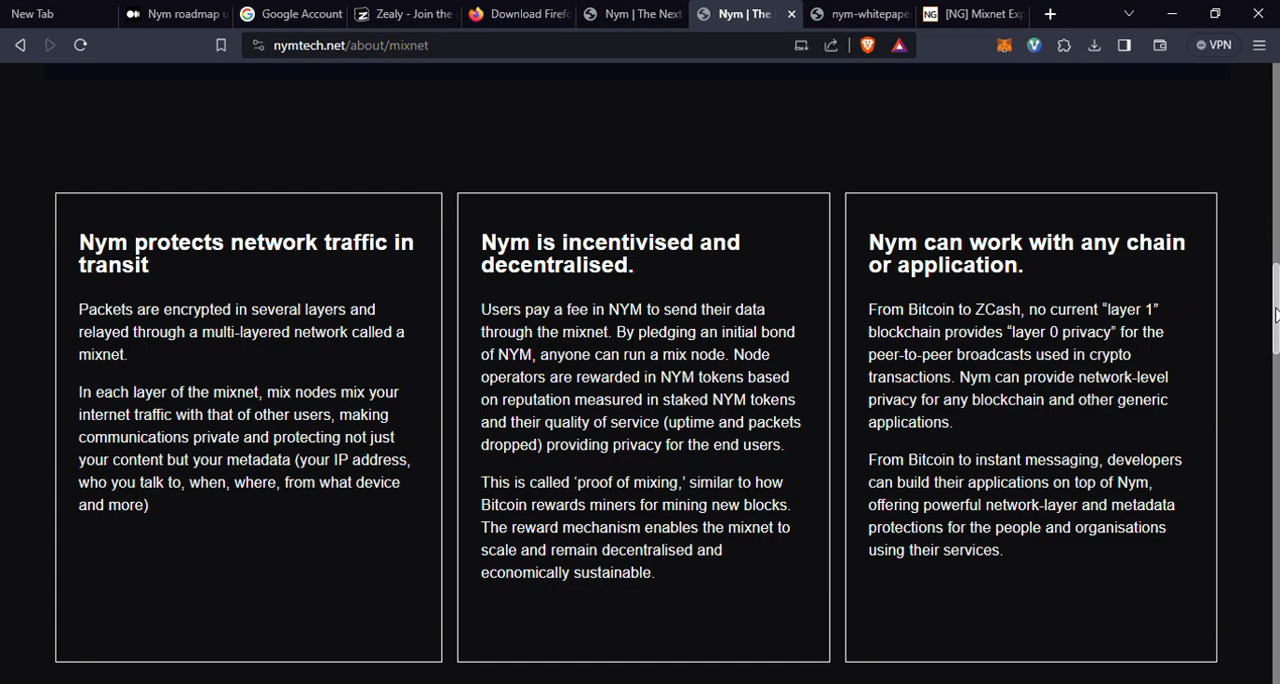 New Tab
Nym roadmap u
Google Account
Zealy - Join the
Download Firefo
Nym | The Next
Nym | The
nym-whitepape
[NG] Mixnet Exp
nymtech.net/about/mixnet
VPN
Nym protects network traffic in
transit
Packets are encrypted in several layers and
relayed through a multi-layered network called a
mixnet.
In each layer of the mixnet, mix nodes mix your
internet traffic with that of other users, making
communications private and protecting not just
your content but your metadata (your IP address,
who you talk to, when, where, from what device
and more)
Nym is incentivised and
decentralised.
Users pay a fee in NYM to send their data
through the mixnet. By pledging an initial bond
of NYM, anyone can run a mix node. Node
operators are rewarded in NYM tokens based
on reputation measured in staked NYM tokens
and their quality of service (uptime and packets
dropped) providing privacy for the end users.
This is called ‘proof of mixing,’ similar to how
Bitcoin rewards miners for mining new blocks.
The reward mechanism enables the mixnet to
scale and remain decentralised and
economically sustainable.
Nym can work with any chain
or application.
From Bitcoin to ZCash, no current “layer 1”
blockchain provides “layer 0 privacy” for the
peer-to-peer broadcasts used in crypto
transactions. Nym can provide network-level
privacy for any blockchain and other generic
applications.
From Bitcoin to instant messaging, developers
can build their applications on top of Nym,
offering powerful network-layer and metadata
protections for the people and organisations
using their services.